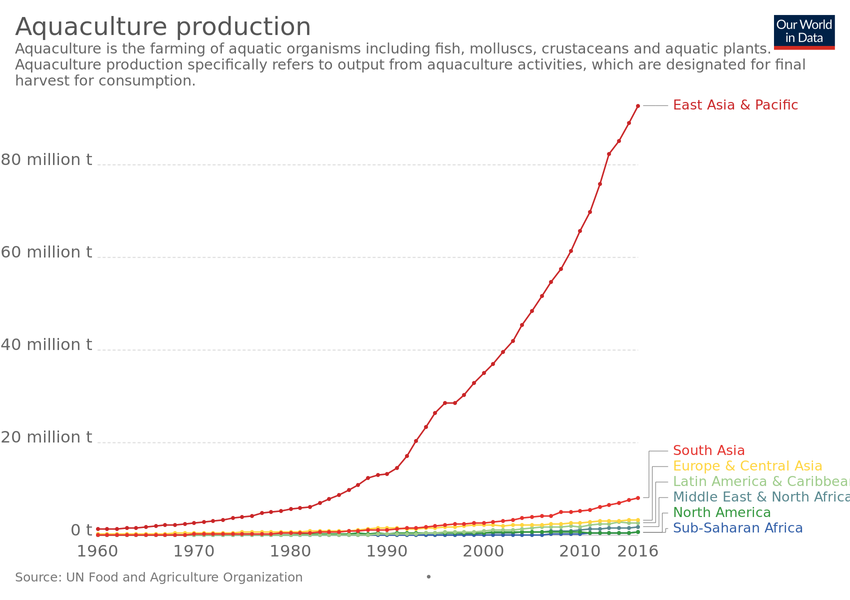 Aquaculture production
Our World
in Data
Aquaculture is the farming of aquatic organisms including fish, molluscs, crustaceans and aquatic plants.
Aquaculture production specifically refers to output from aquaculture activities, which are designated for final
harvest for consumption.
East Asia & Pacific
80 million t
60 million t
40 million t
20 million t
0 t
South Asia
Europe & Central Asia
Latin America & Caribbea
Middle East & North Africa
North America
Sub-Saharan Africa
1960 1970 1980 1990 2000 2010 2016
Source: UN Food and Agriculture Organization •